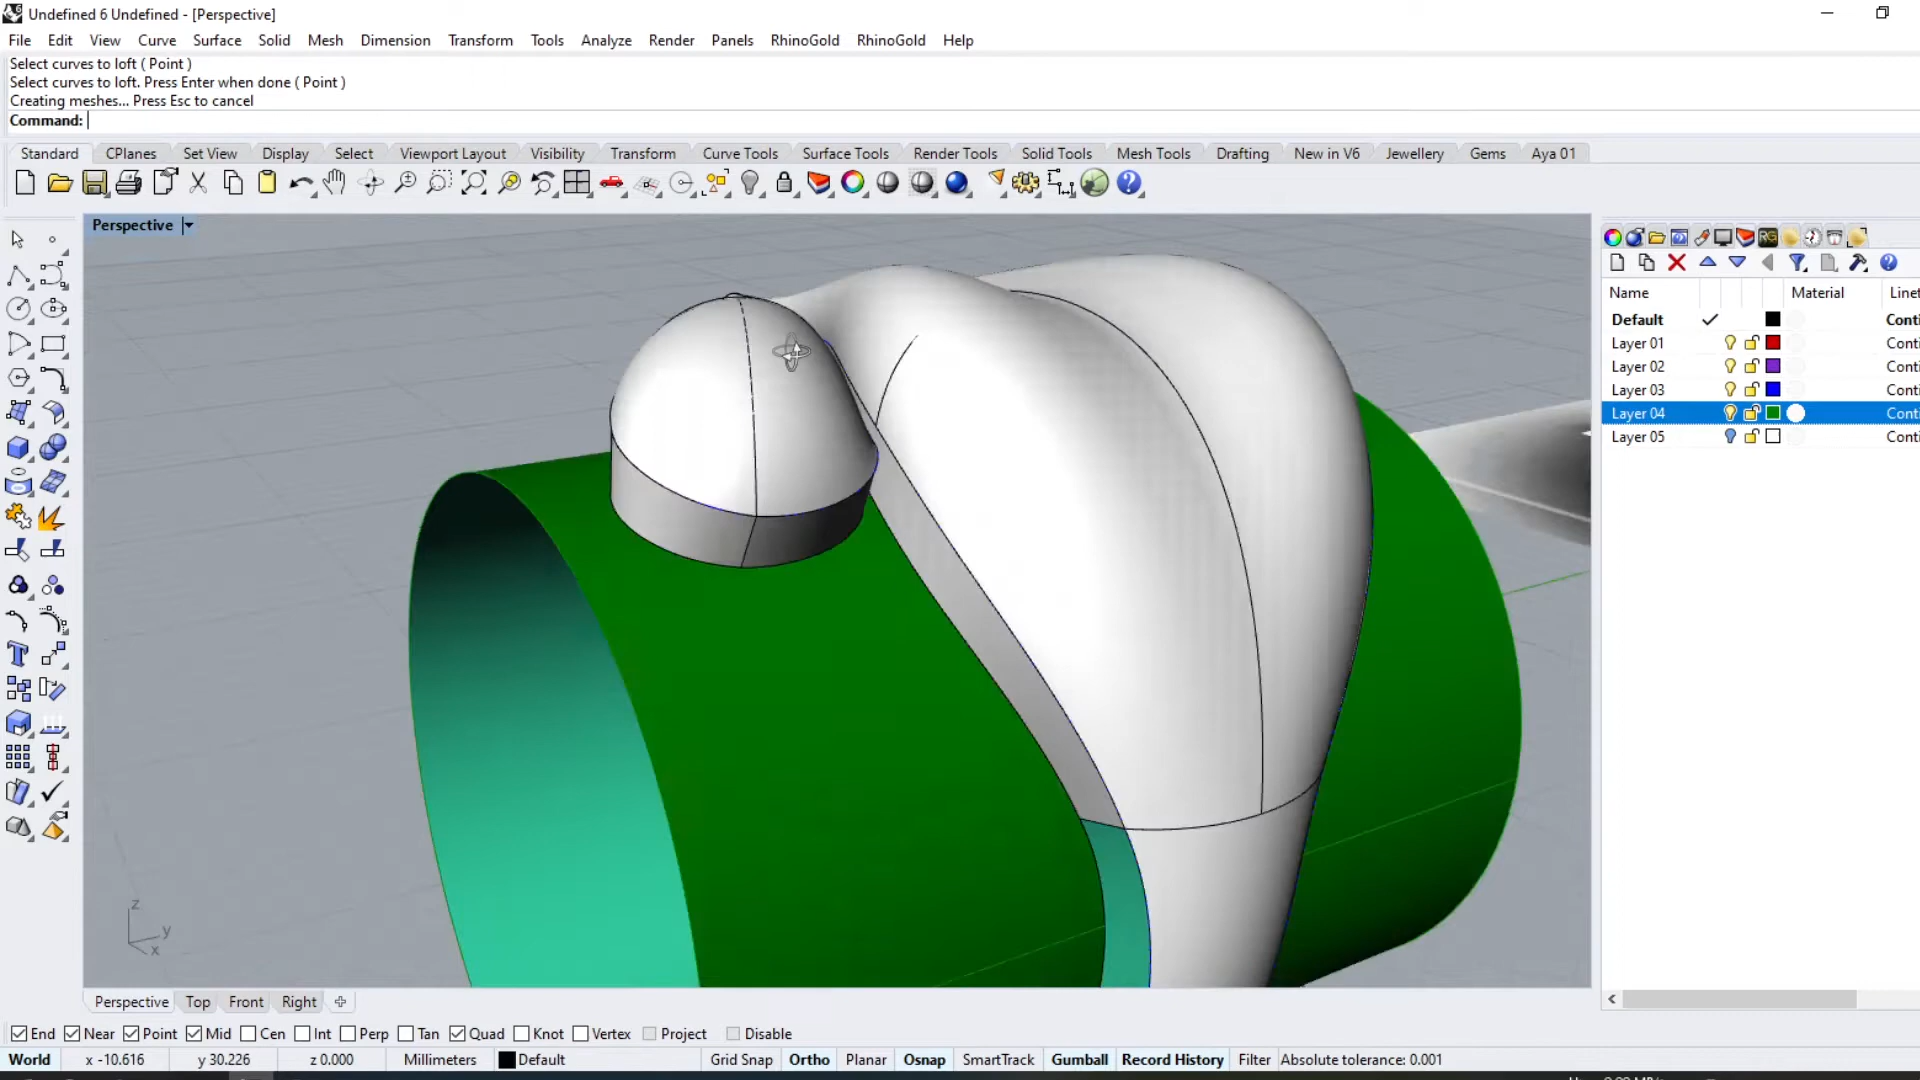 Undefined 6 Undefined - [Perspective]
File Edit View Curve Surface Solid Mesh Dimension Transform Tools Analyze Render Panels RhinoGold RhinoGold Help
Select curves to loft ( Point )
Select curves to loft. Press Enter when done ( Point )
Creating meshes... Press Esc to cancel
Command:
Standard CPlanes Set View Display Select Viewport Layout Visibility Transform Curve Tools Surface Tools Render Tools Solid Tools Mesh Tools Drafting New in V6 Jewellery Gems Aya 01
Perspective
RG
Name Material Linet
Default Conti
Layer 01 Conti
Layer 02 Conti
Layer 03 Conti
Layer 04 Conti
Layer 05 Conti
z
y
x
Perspective Top Front Right
End Near Point Mid Cen Int Perp Tan Quad Knot Vertex Project Disable
World x -10.616 y 30.226 z 0.000 Millimeters Default Grid Snap Ortho Planar Osnap SmartTrack Gumball Record History Filter Absolute tolerance: 0.001